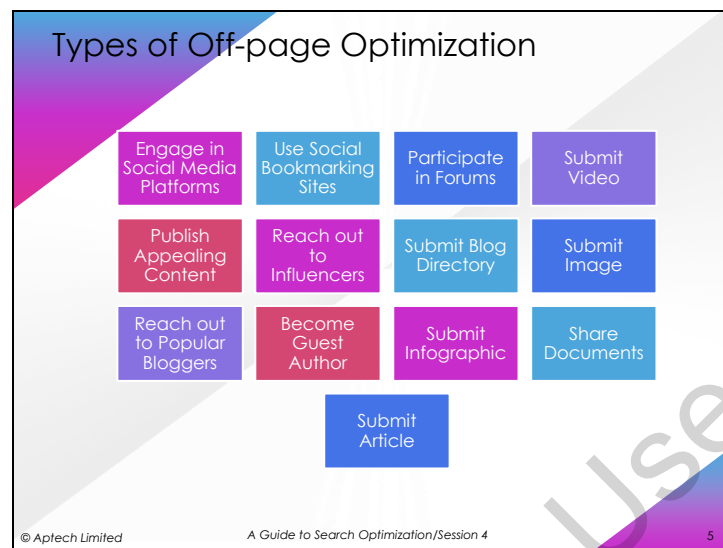 Types of Off-page Optimization
Engage in
Social Media
Platforms
Use Social
Bookmarking
Sites
Participate
in Forums
Submit
Video
Publish
Appealing
Content
Reach out
to
Influencers
Submit Blog
Directory
Submit
Image
Reach out
to Popular
Bloggers
Become
Guest
Author
Submit
Infographic
Share
Documents
Submit
Article
Use
© Aptech Limited
A Guide to Search Optimization/Session 4
5